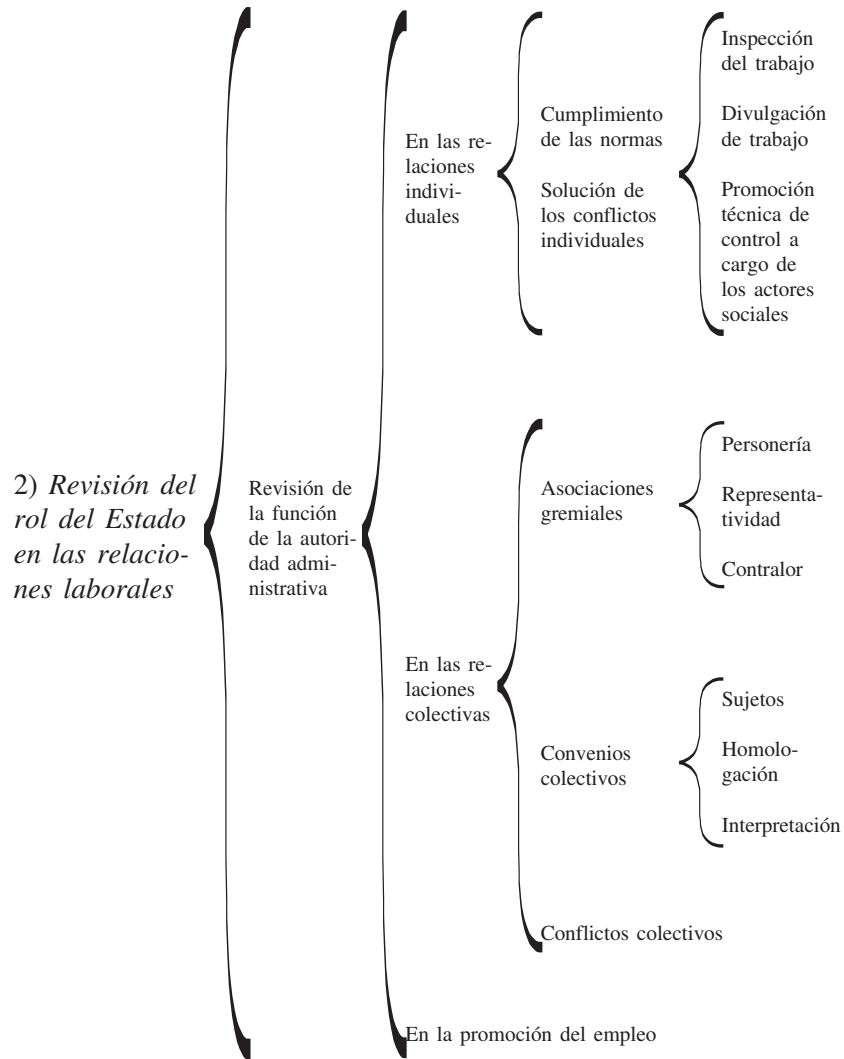 2) Revisión del
rol del Estado
en las relacio-
nes laborales
Revisión de
la función
de la autori-
dad admi-
nistrativa
En las re-
laciones
indivi-
duales
Cumplimiento
de las normas
Solución de
los conflictos
individuales
Inspección
del trabajo
Divulgación
de trabajo
Promoción
técnica de
control a
cargo de
los actores
sociales
En las re-
laciones
colectivas
Asociaciones
gremiales
Personería
Representa-
tividad
Contralor
Convenios
colectivos
Sujetos
Homolo-
gación
Interpretación
Conflictos colectivos
En la promoción del empleo